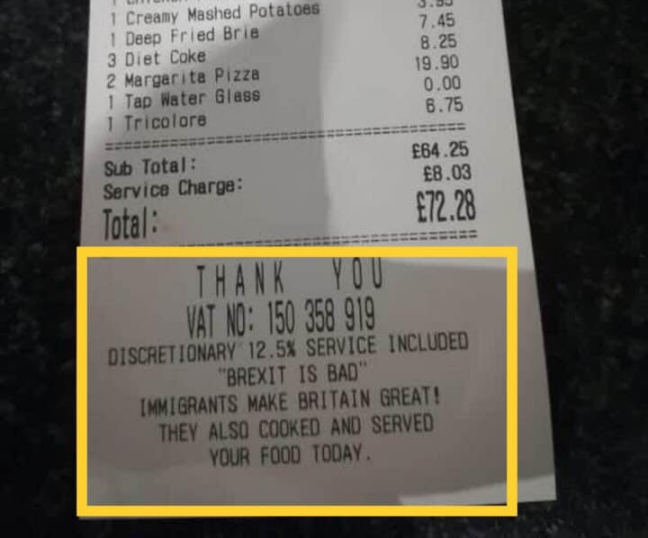 1 Creamy Mashed Potatoes 3.95
1 Deep Fried Brie 7.45
3 Diet Coke 8.25
2 Margarita Pizza 19.90
1 Tap Water Glass 0.00
1 Tricolore 6.75
Sub Total: £64.25
Service Charge: £8.03
Total: £72.28
THANK YOU
VAT NO: 150 358 919
DISCRETIONARY 12.5% SERVICE INCLUDED
"BREXIT IS BAD"
IMMIGRANTS MAKE BRITAIN GREAT!
THEY ALSO COOKED AND SERVED
YOUR FOOD TODAY.